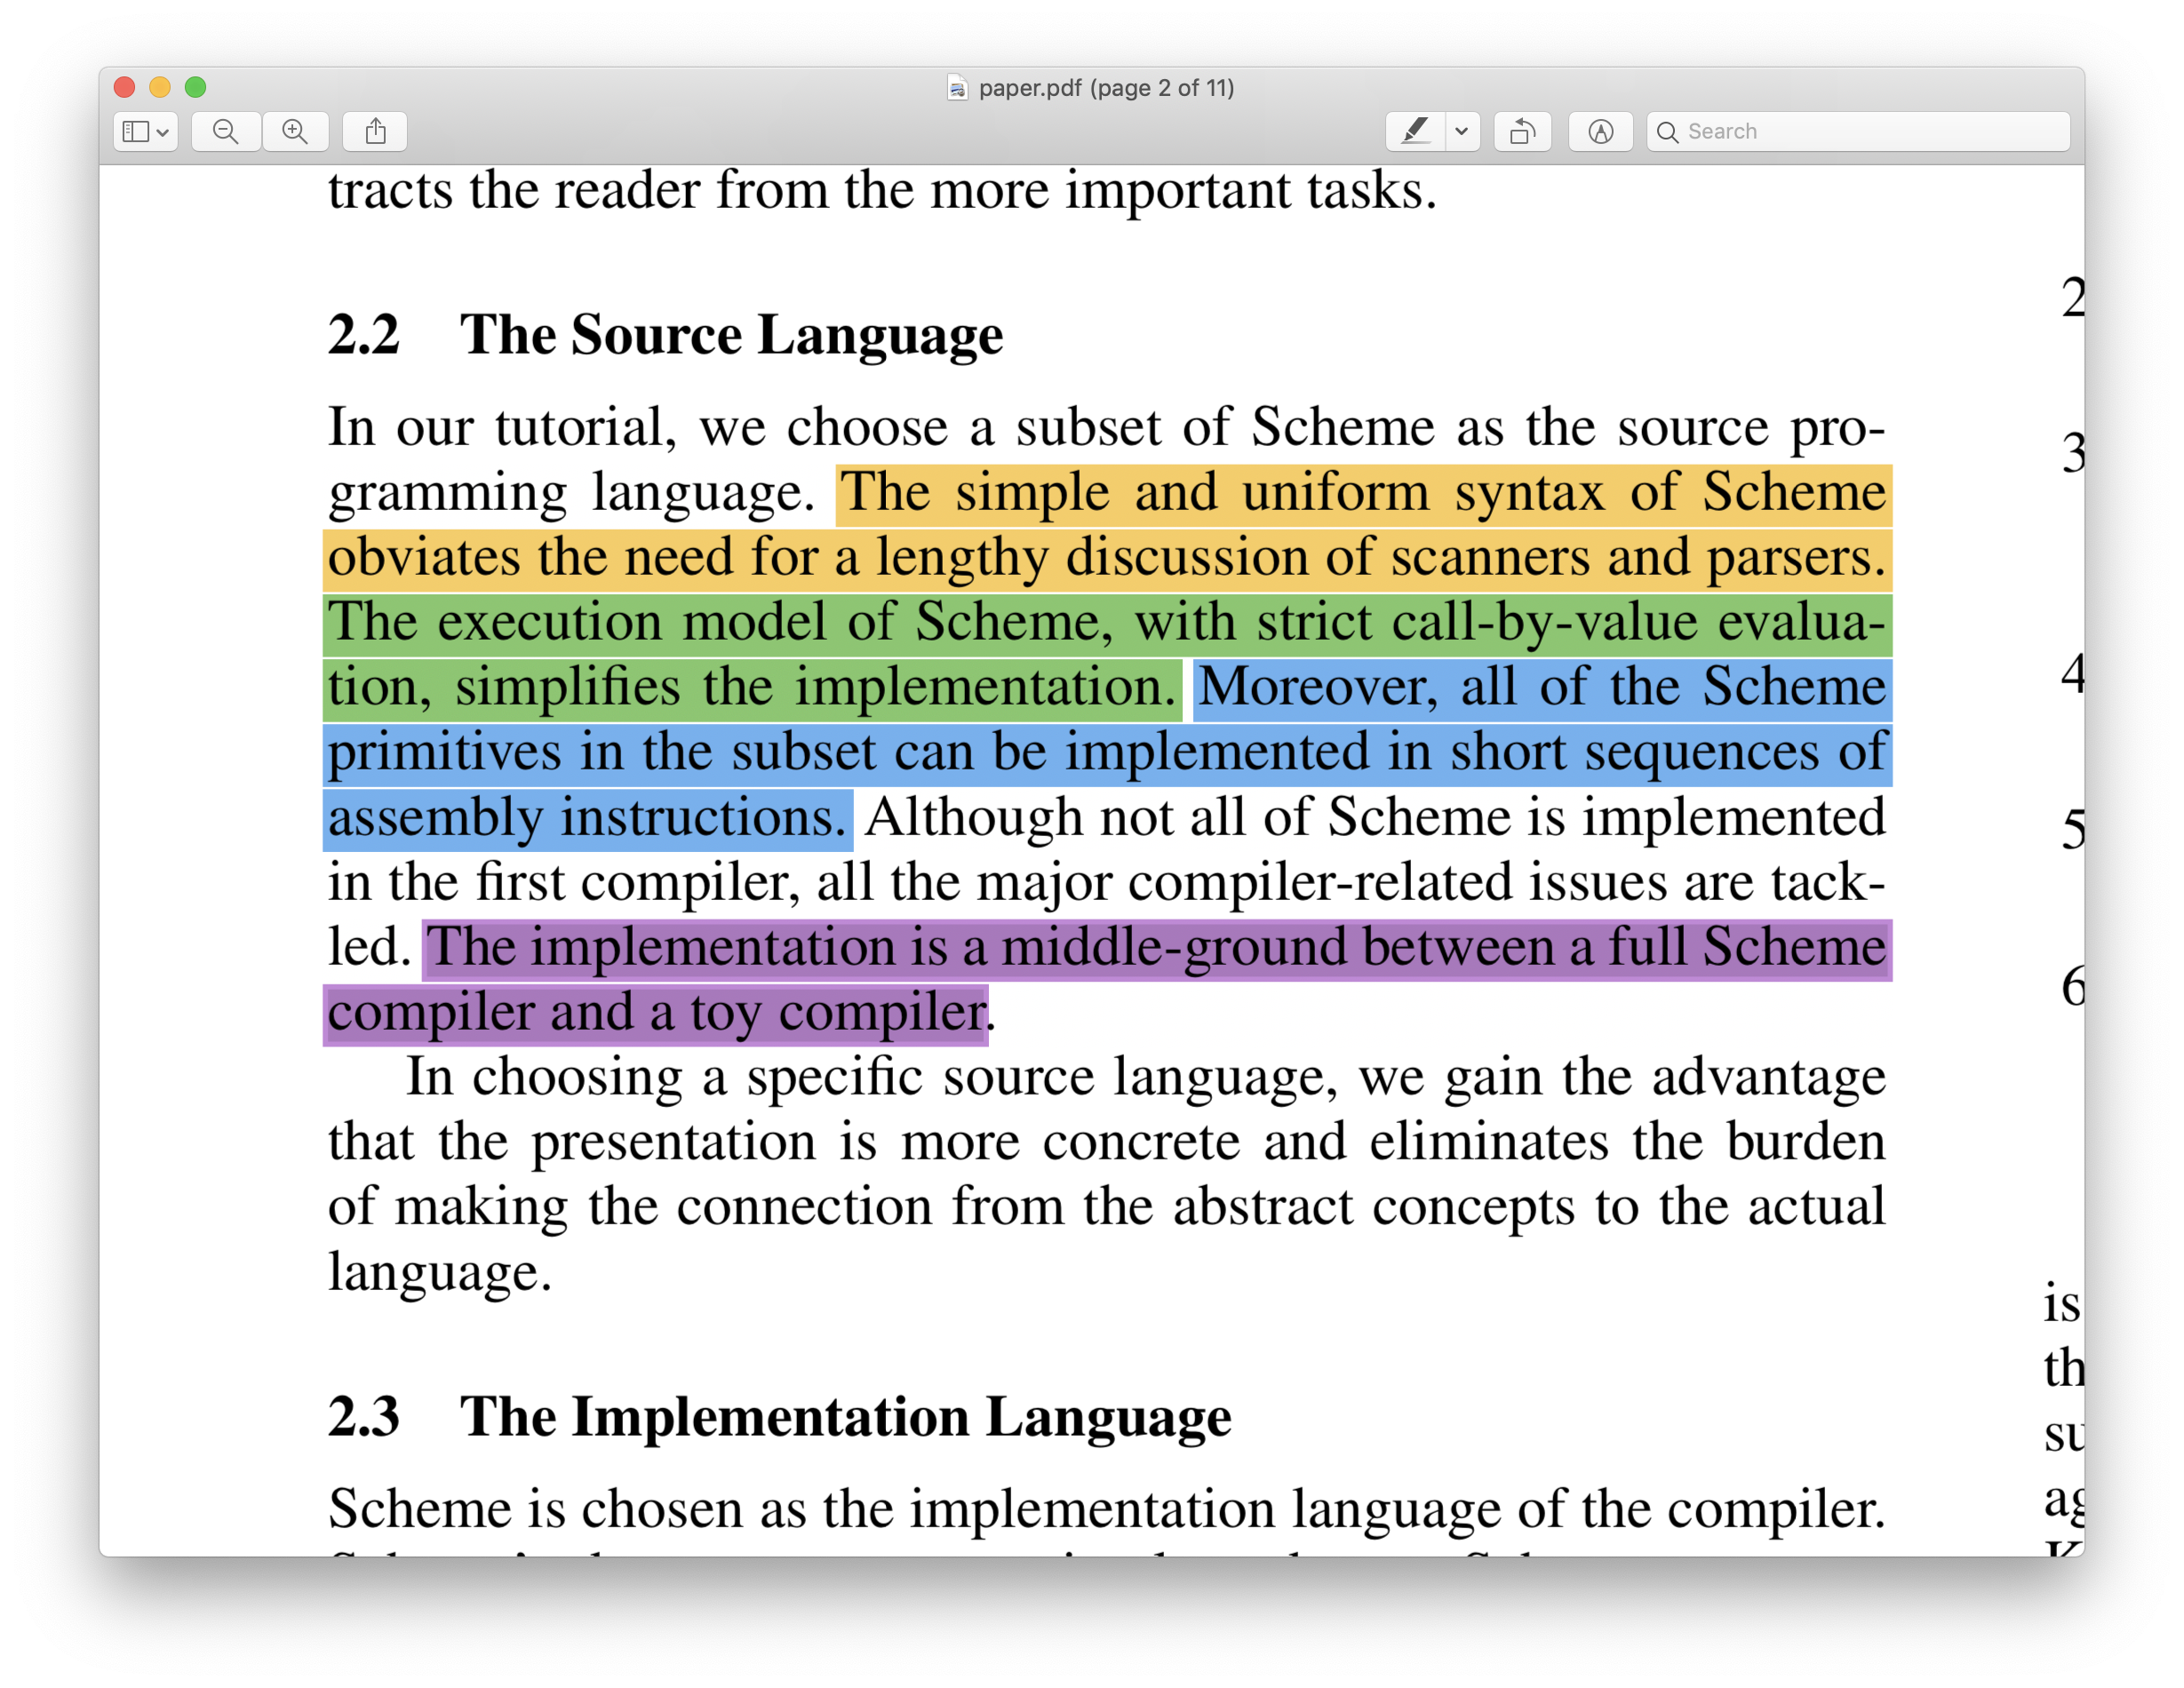 paper.pdf (page 2 of 11)
Search
tracts the reader from the more important tasks.
2.2 The Source Language
In our tutorial, we choose a subset of Scheme as the source pro-
gramming language. The simple and uniform syntax of Scheme
obviates the need for a lengthy discussion of scanners and parsers.
The execution model of Scheme, with strict call-by-value evalua-
tion, simplifies the implementation. Moreover, all of the Scheme
primitives in the subset can be implemented in short sequences of
assembly instructions. Although not all of Scheme is implemented
in the first compiler, all the major compiler-related issues are tack-
led. The implementation is a middle-ground between a full Scheme
compiler and a toy compiler.
In choosing a specific source language, we gain the advantage
that the presentation is more concrete and eliminates the burden
of making the connection from the abstract concepts to the actual
language.
2.3 The Implementation Language
Scheme is chosen as the implementation language of the compiler.
2
3
4
5
6
is
th
su
ag